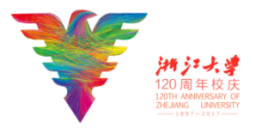 浙江大学
120周年校庆
120TH ANNIVERSARY OF
ZHEJIANG UNIVERSITY
1897-2017